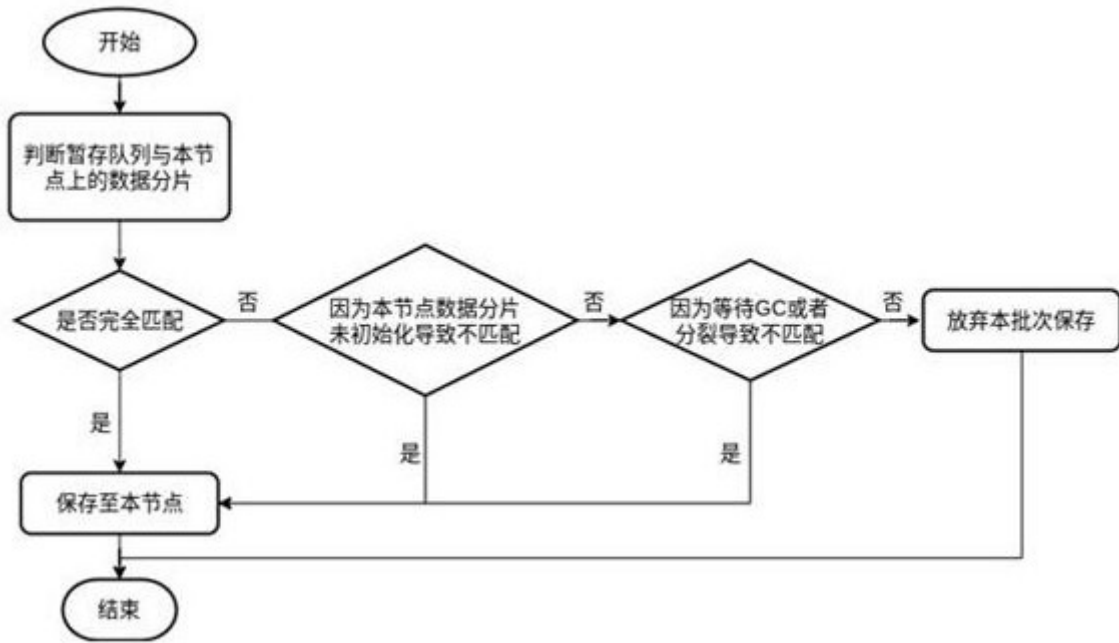 开始
判断暂存队列与本节
点上的数据分片
是否完全匹配
否
因为本节点数据分片
未初始化导致不匹配
否
因为等待GC或者
分裂导致不匹配
否
放弃本批次保存
是
是
是
保存至本节点
结束